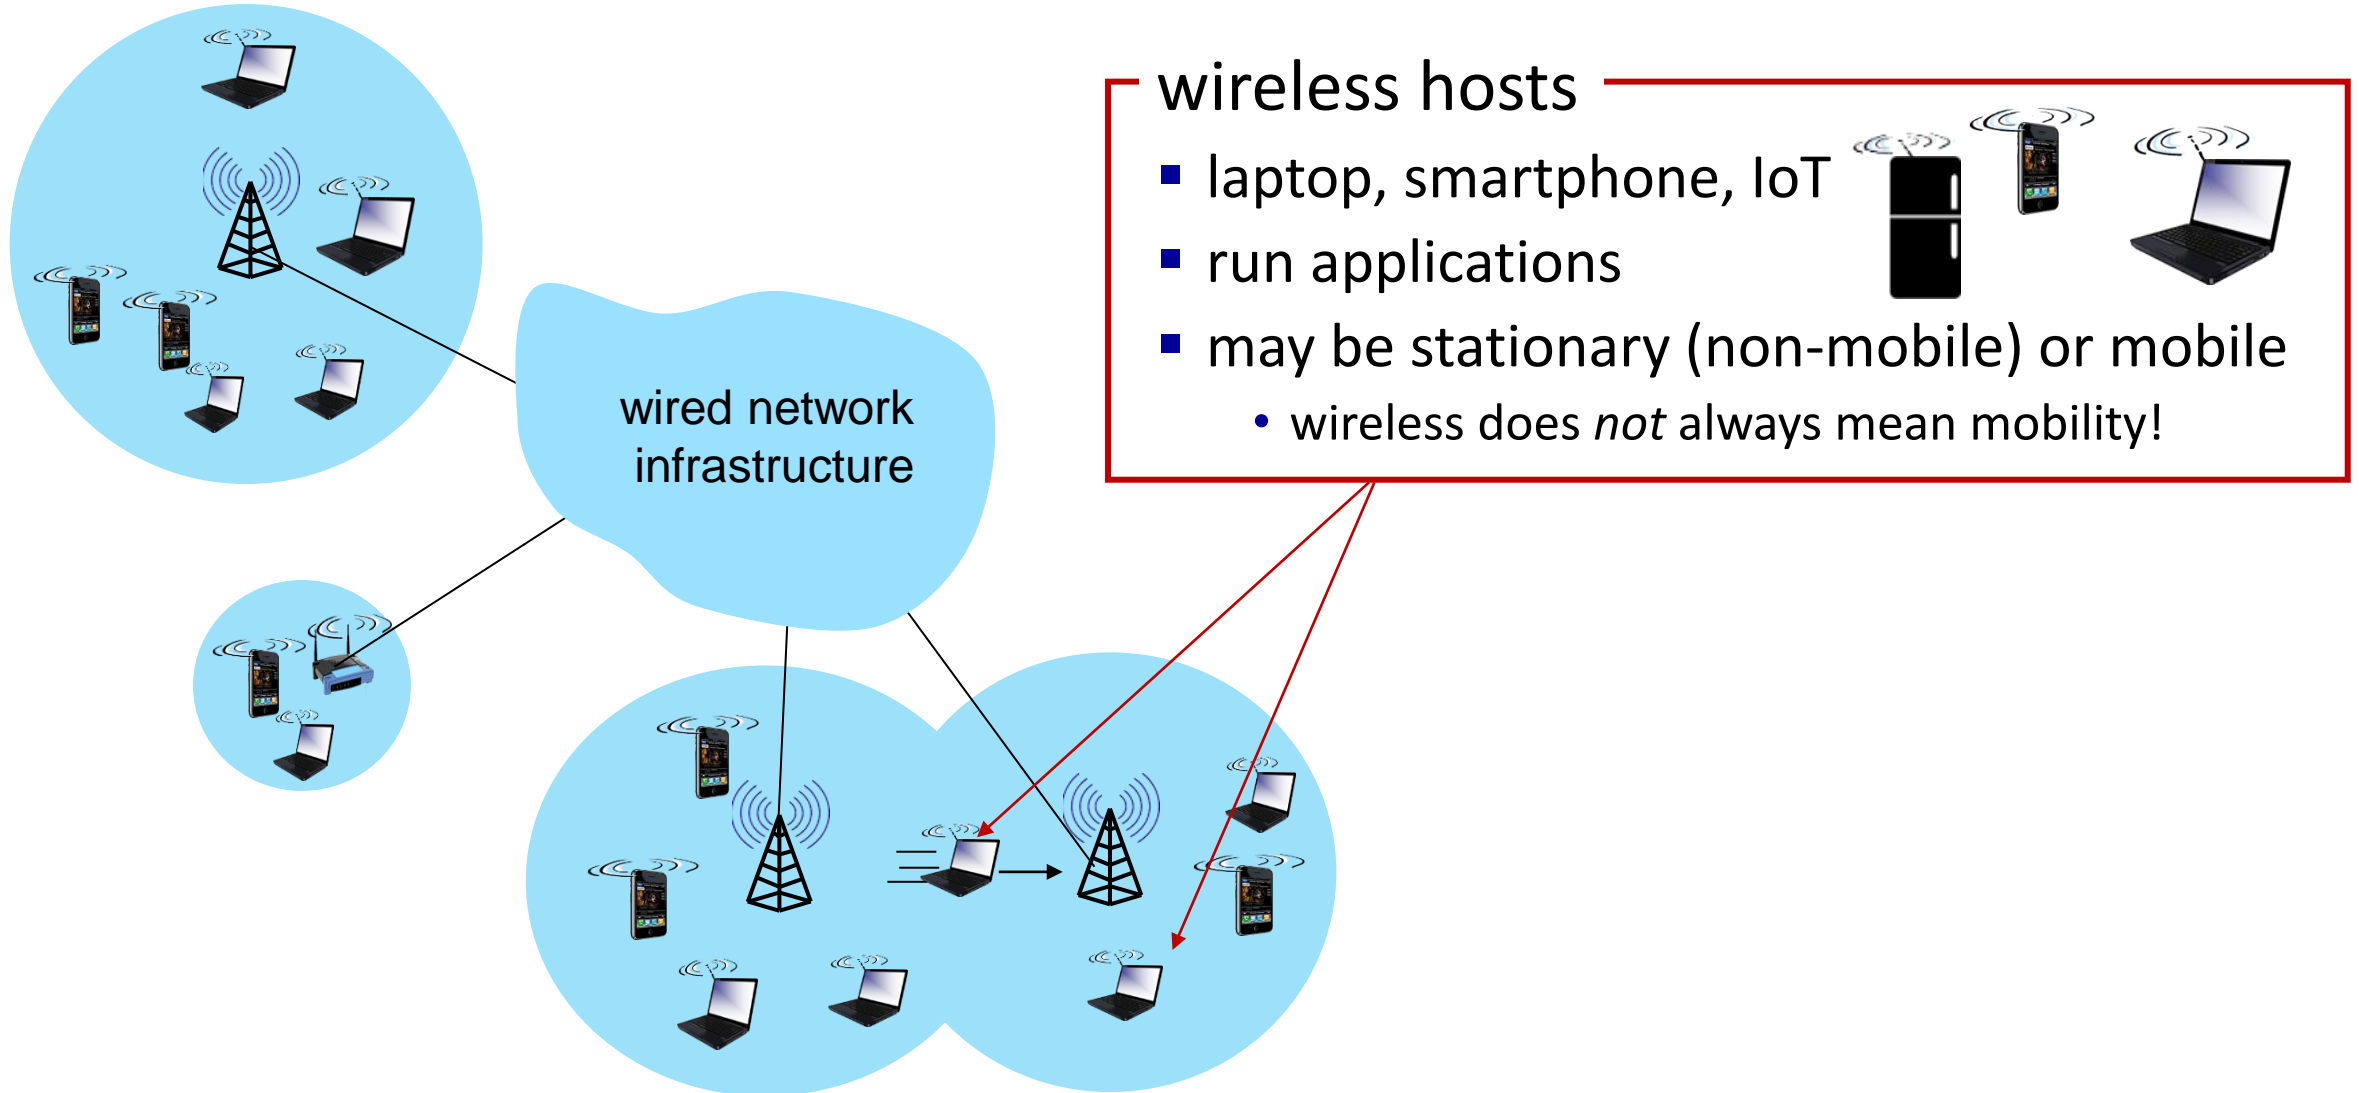 wireless hosts
laptop, smartphone, IoT
run applications
may be stationary (non-mobile) or mobile
wireless does not always mean mobility!
wired network
infrastructure